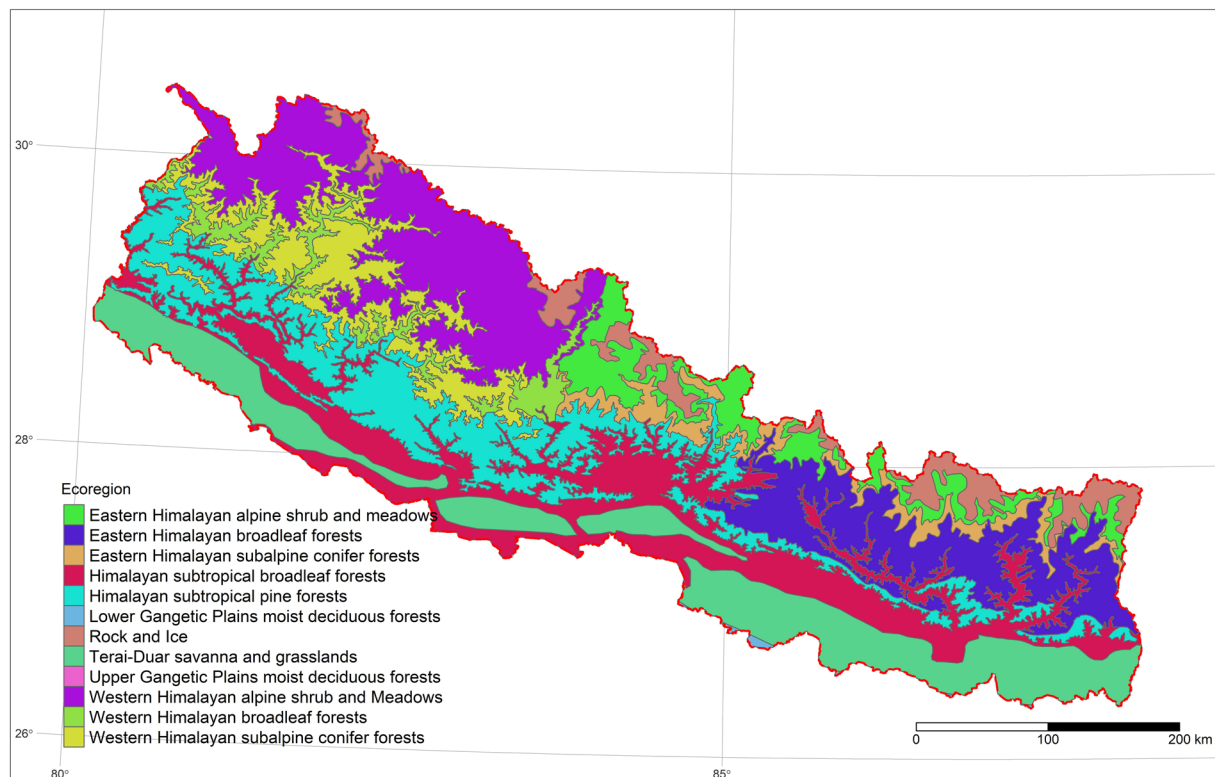 30°
28°
Ecoregion
Eastern Himalayan alpine shrub and meadows
Eastern Himalayan broadleaf forests
Eastern Himalayan subalpine conifer forests
Himalayan subtropical broadleaf forests
Himalayan subtropical pine forests
Lower Gangetic Plains moist deciduous forests
Rock and Ice
Terai-Duar savanna and grasslands
Upper Gangetic Plains moist deciduous forests
Western Himalayan alpine shrub and Meadows
Western Himalayan broadleaf forests
Western Himalayan subalpine conifer forests
26°
0 100 200 km
80° 85°